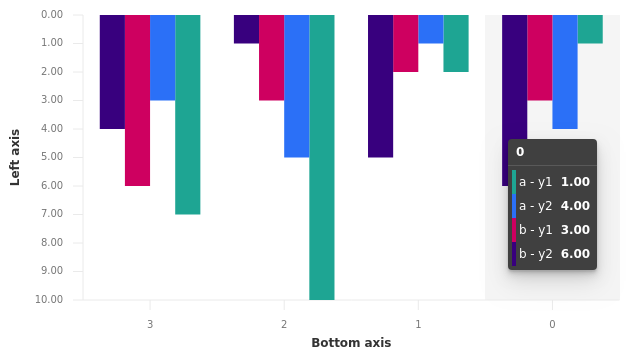 0.00
1.00
2.00
3.00
4.00
5.00
6.00
7.00
8.00
9.00
10.00
Left axis
0
a - y1 1.00
a - y2 4.00
b - y1 3.00
b - y2 6.00
3 2 1 0
Bottom axis